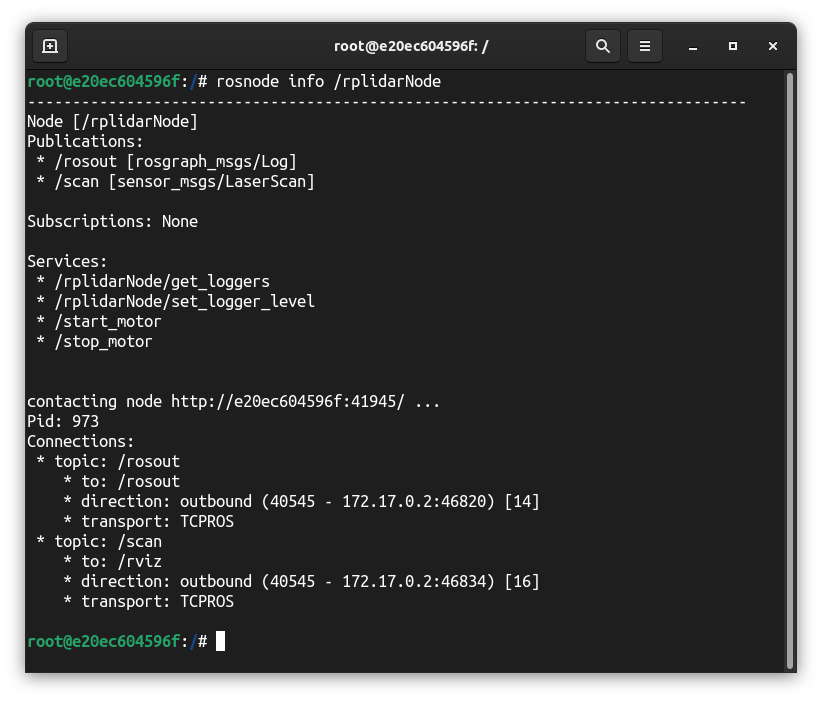 root@e20ec604596f: /
root@e20ec604596f:/# rosnode info /rplidarNode
--------------------------------------------------------------------------------
Node [/rplidarNode]
Publications:
 * /rosout [rosgraph_msgs/Log]
 * /scan [sensor_msgs/LaserScan]

Subscriptions: None

Services:
 * /rplidarNode/get_loggers
 * /rplidarNode/set_logger_level
 * /start_motor
 * /stop_motor


contacting node http://e20ec604596f:41945/ ...
Pid: 973
Connections:
 * topic: /rosout
    * to: /rosout
    * direction: outbound (40545 - 172.17.0.2:46820) [14]
    * transport: TCPROS
 * topic: /scan
    * to: /rviz
    * direction: outbound (40545 - 172.17.0.2:46834) [16]
    * transport: TCPROS

root@e20ec604596f:/#